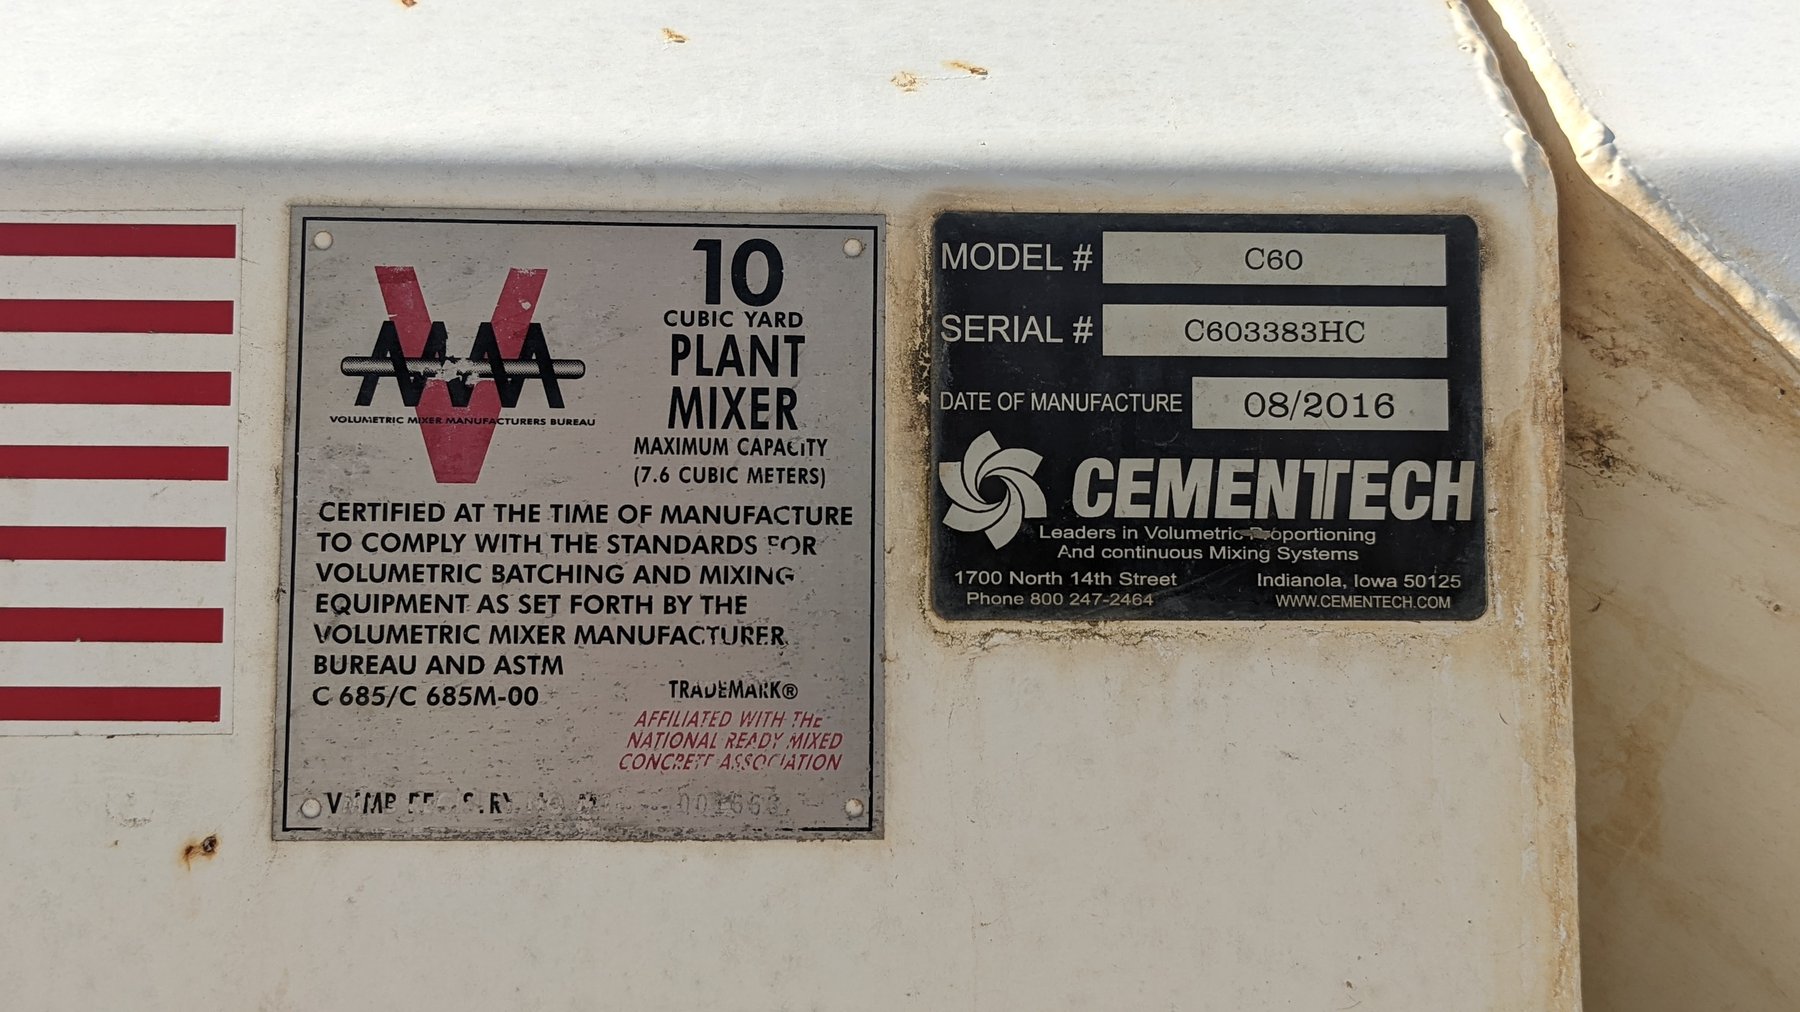 10
CUBIC YARD
PLANT
MIXER
MAXIMUM CAPACITY
(7.6 CUBIC METERS)
VOLUMETRIC MIXER MANUFACTURERS BUREAU
CERTIFIED AT THE TIME OF MANUFACTURE
TO COMPLY WITH THE STANDARDS FOR
VOLUMETRIC BATCHING AND MIXING
EQUIPMENT AS SET FORTH BY THE
VOLUMETRIC MIXER MANUFACTURER
BUREAU AND ASTM
C 685/C 685M-00
TRADEMARK®
AFFILIATED WITH THE
NATIONAL READY MIXED
CONCRETE ASSOCIATION
MODEL # C60
SERIAL # C603383HC
DATE OF MANUFACTURE 08/2016
CEMENTECH
Leaders in Volumetric Proportioning
And continuous Mixing Systems
1700 North 14th Street Indianola, Iowa 50125
Phone 800 247-2464 WWW.CEMENTECH.COM